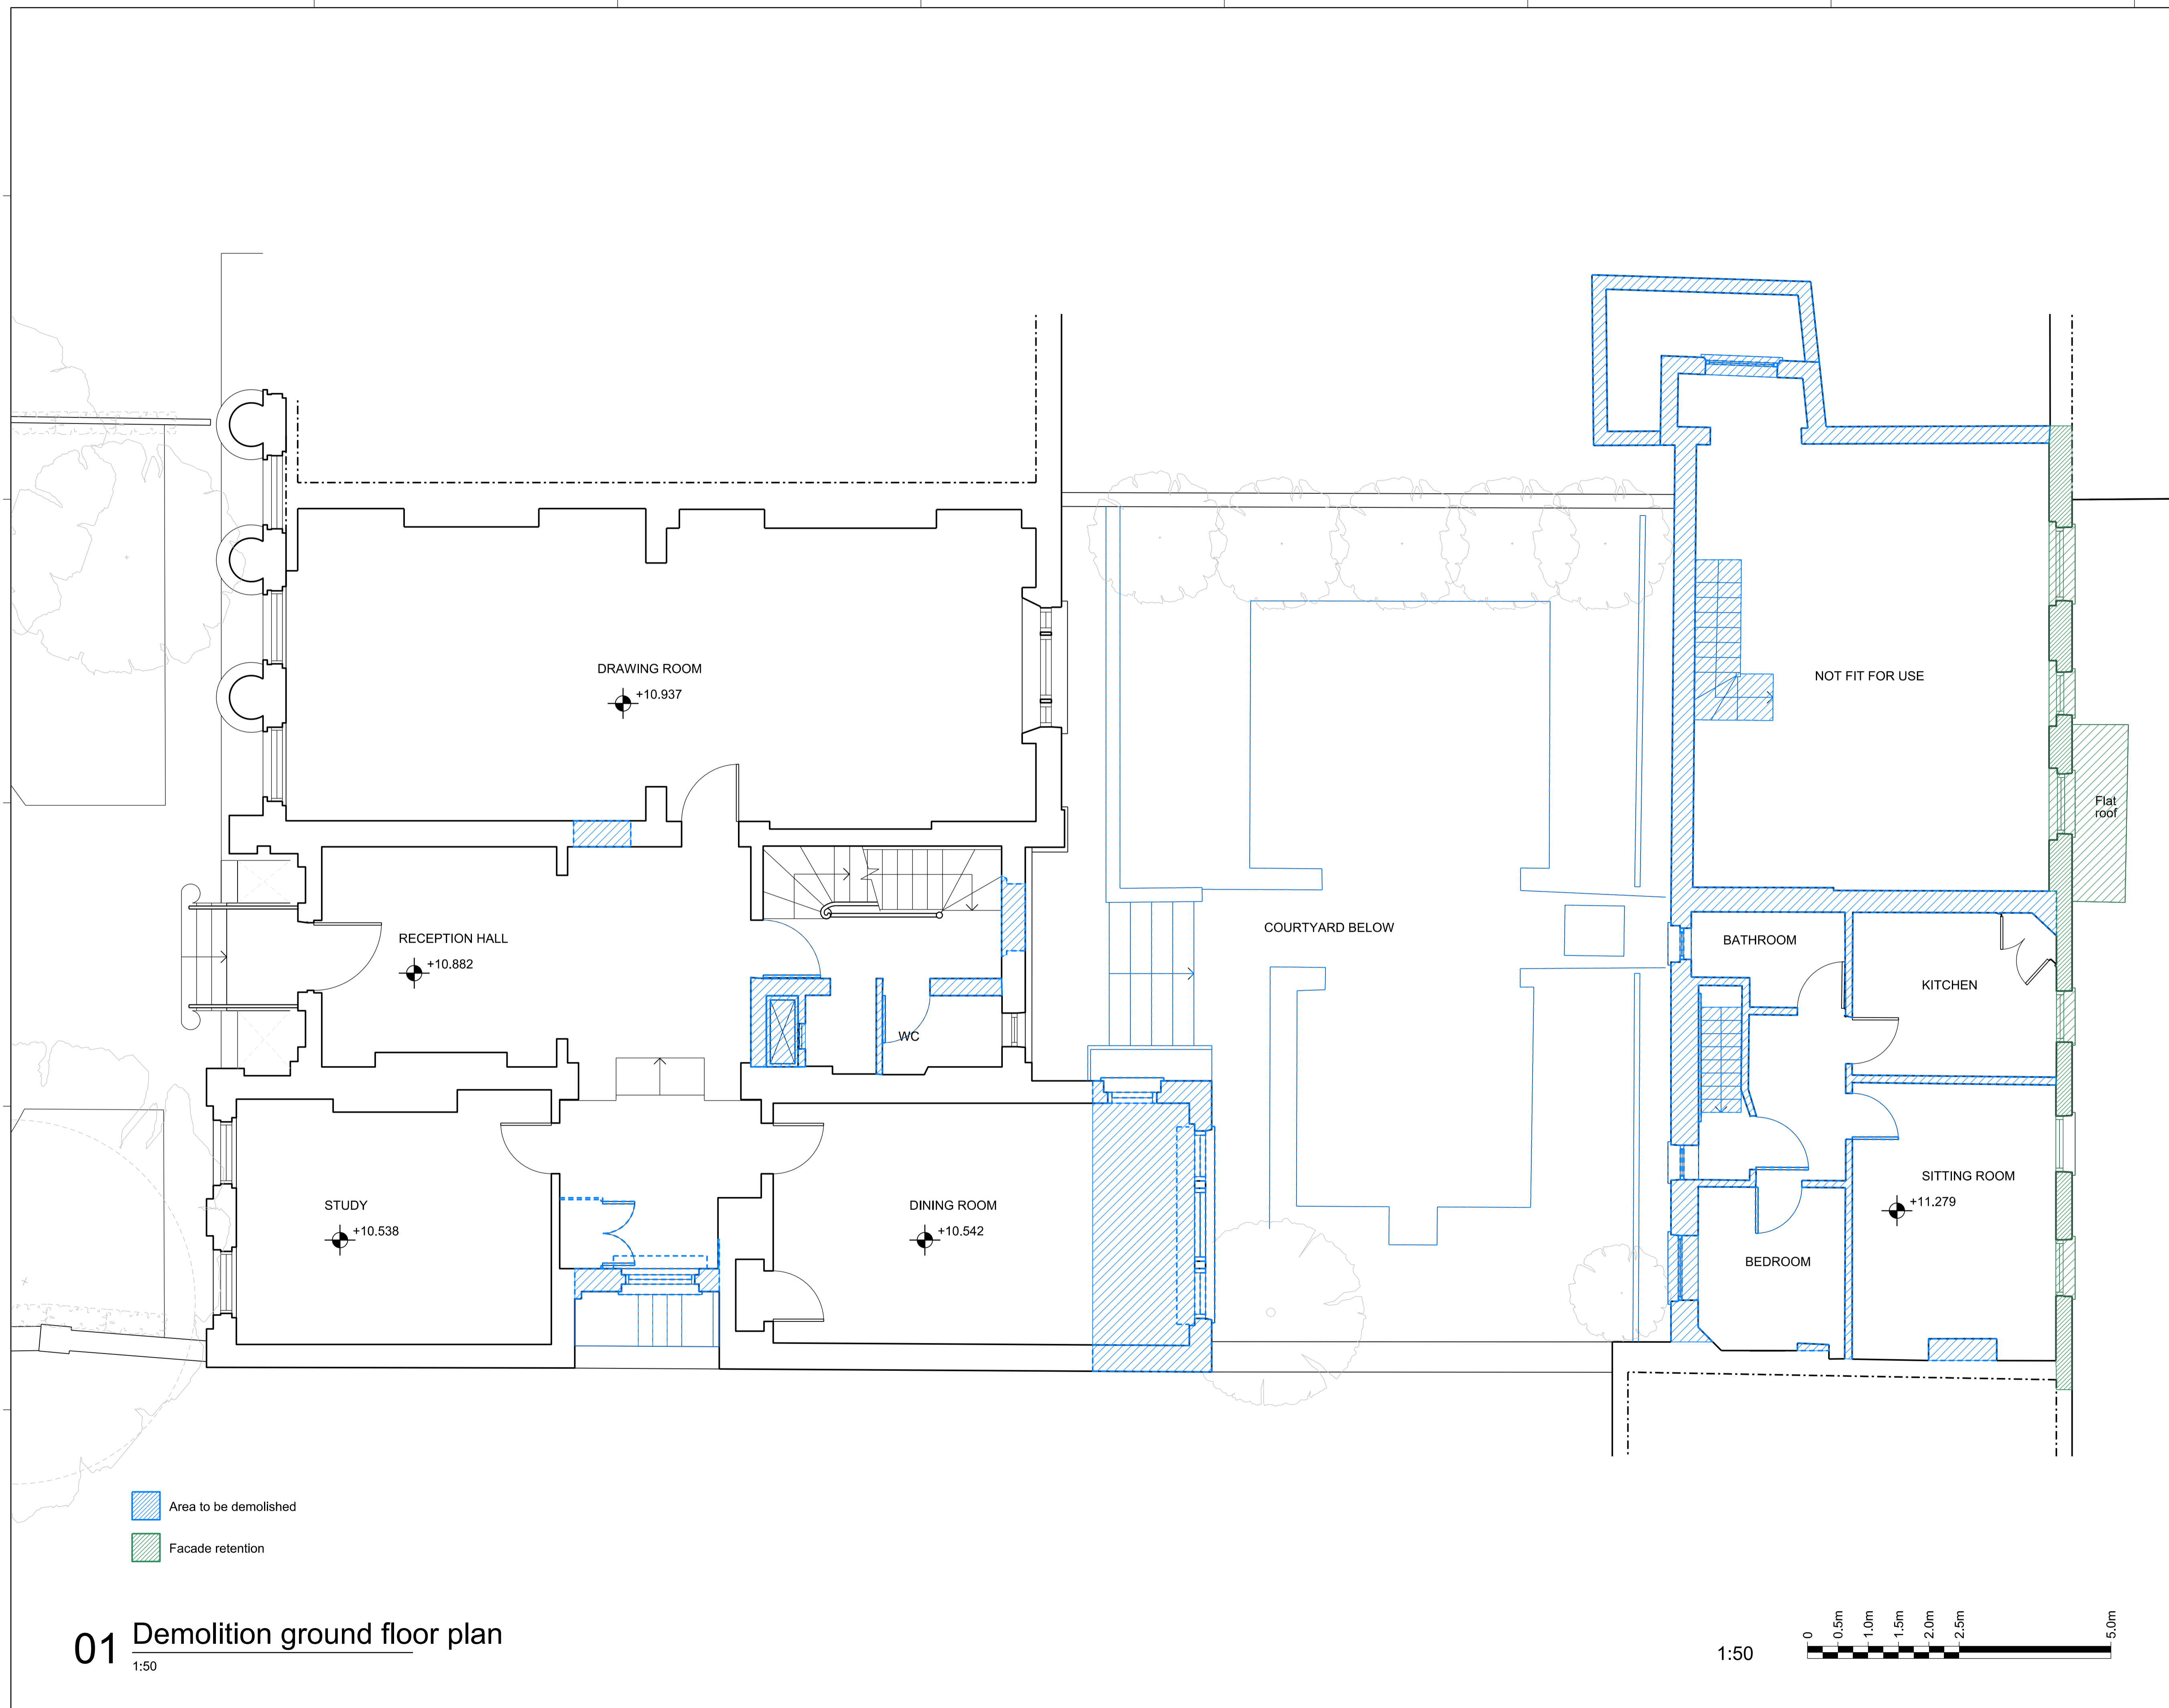 DRAWING ROOM
+10.937
NOT FIT FOR USE
Flat
roof
RECEPTION HALL
+10.882
COURTYARD BELOW
BATHROOM
KITCHEN
WC
STUDY
+10.538
DINING ROOM
+10.542
SITTING ROOM
+11.279
BEDROOM
Area to be demolished
Facade retention
01 Demolition ground floor plan
1:50
1:50
0 0.5m 1.0m 1.5m 2.0m 2.5m 5.0m